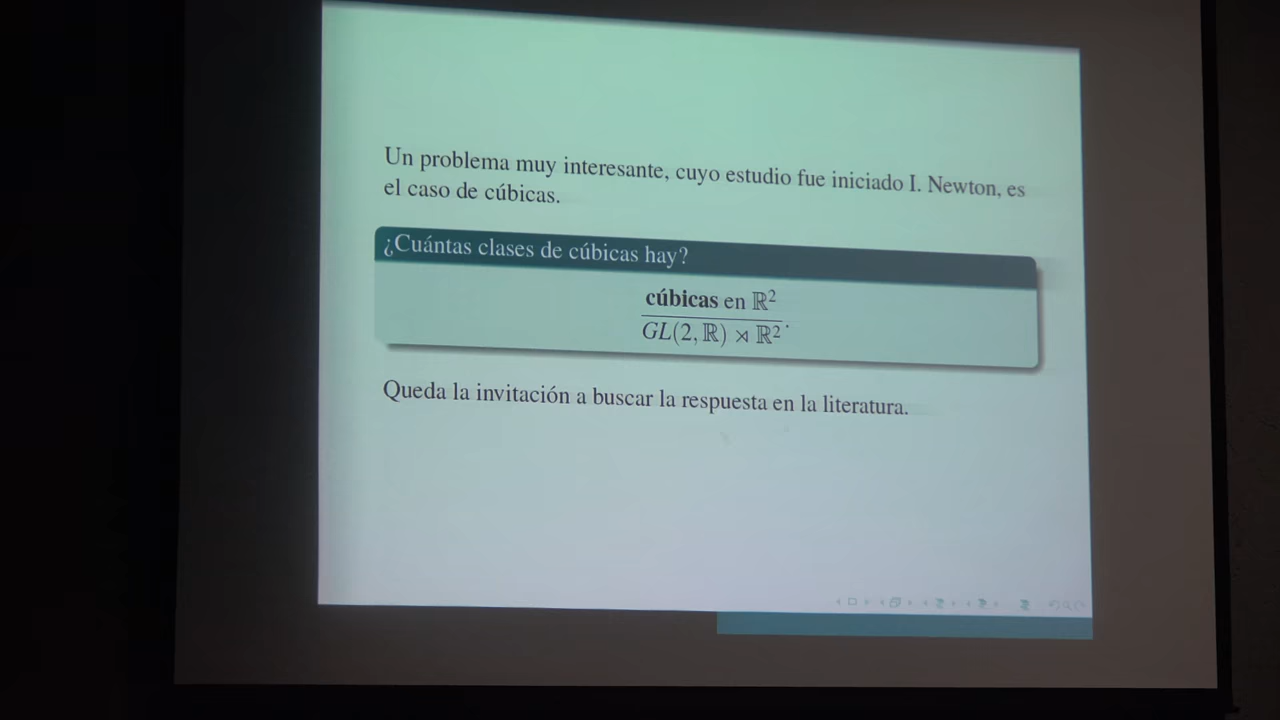 Un problema muy interesante, cuyo estudio fue iniciado I. Newton, es
el caso de cúbicas.
¿Cuántas clases de cúbicas hay?
cúbicas en ℝ²
GL(2, ℝ) ⋊ ℝ².
Queda la invitación a buscar la respuesta en la literatura.